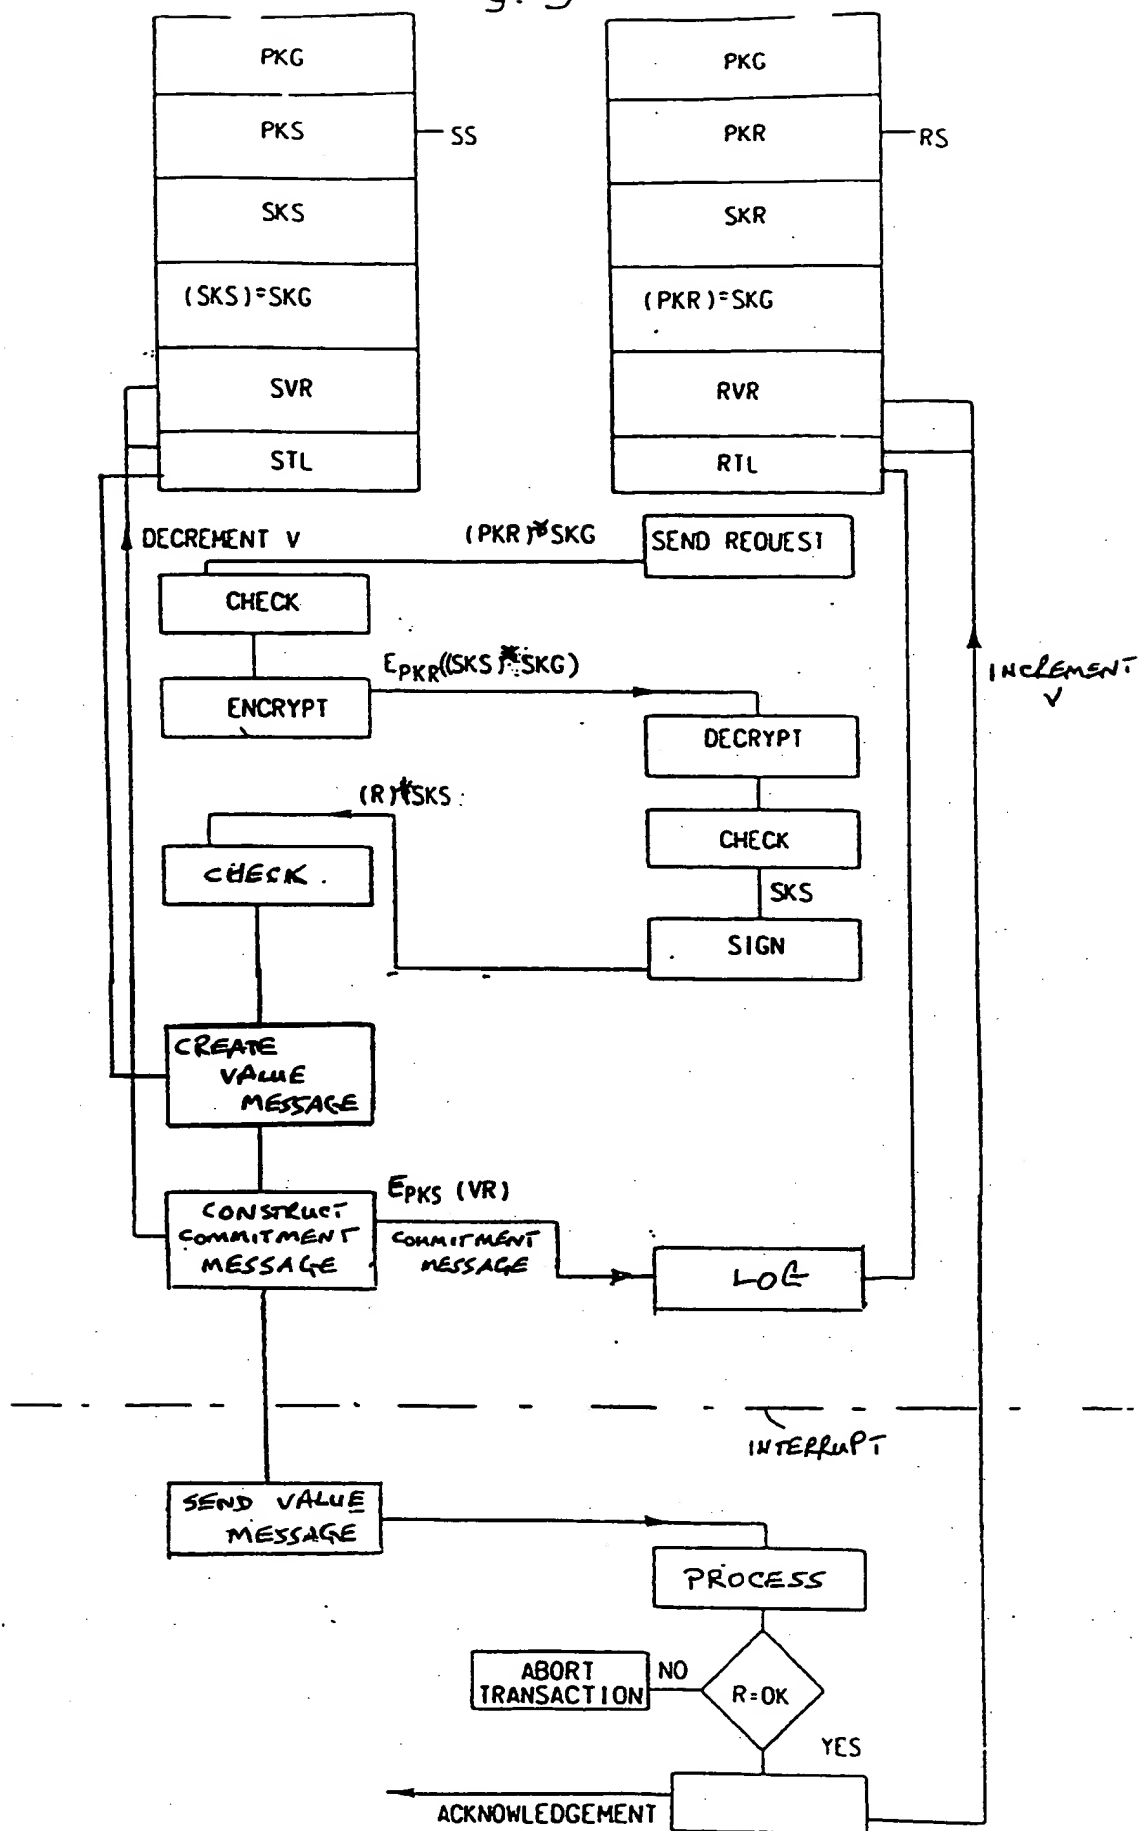 PKG
PKS
SS
SKS
(SKS)=SKG
SVR
STL
PKG
PKR
RS
SKR
(PKR)=SKG
RVR
RTL
DECREMENT V
(PKR)*SKG
SEND REQUEST
CHECK
ENCRYPT
EPKR((SKS)*SKG)
INCREMENT
V
DECRYPT
CHECK
SKS
SIGN
(R)*SKS
CHECK.
CREATE
VALUE
MESSAGE
CONSTRUCT
COMMITMENT
MESSAGE
EPKS (VR)
COMMITMENT
MESSAGE
LOG
INTERRUPT
SEND VALUE
MESSAGE
PROCESS
ABORT
TRANSACTION
NO
R=OK
YES
ACKNOWLEDGEMENT